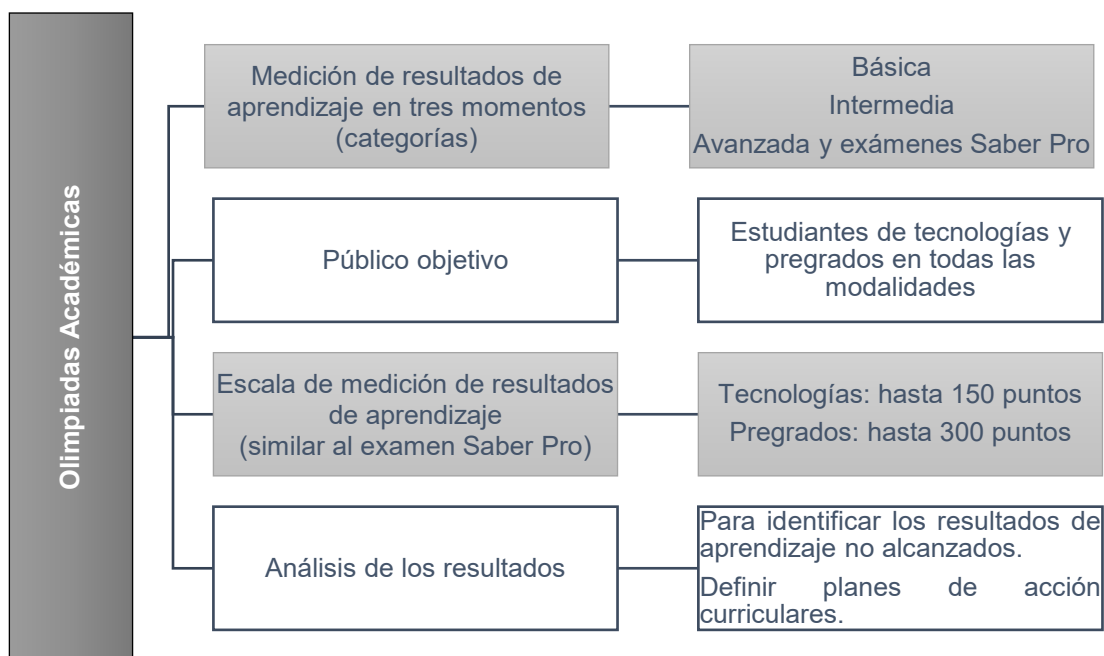 Olimpiadas Académicas
Medición de resultados de
aprendizaje en tres momentos
(categorías)
Básica
Intermedia
Avanzada y exámenes Saber Pro
Público objetivo
Estudiantes de tecnologías y
pregrados en todas las
modalidades
Escala de medición de resultados
de aprendizaje
(similar al examen Saber Pro)
Tecnologías: hasta 150 puntos
Pregrados: hasta 300 puntos
Análisis de los resultados
Para identificar los resultados de
aprendizaje no alcanzados.
Definir planes de acción
curriculares.